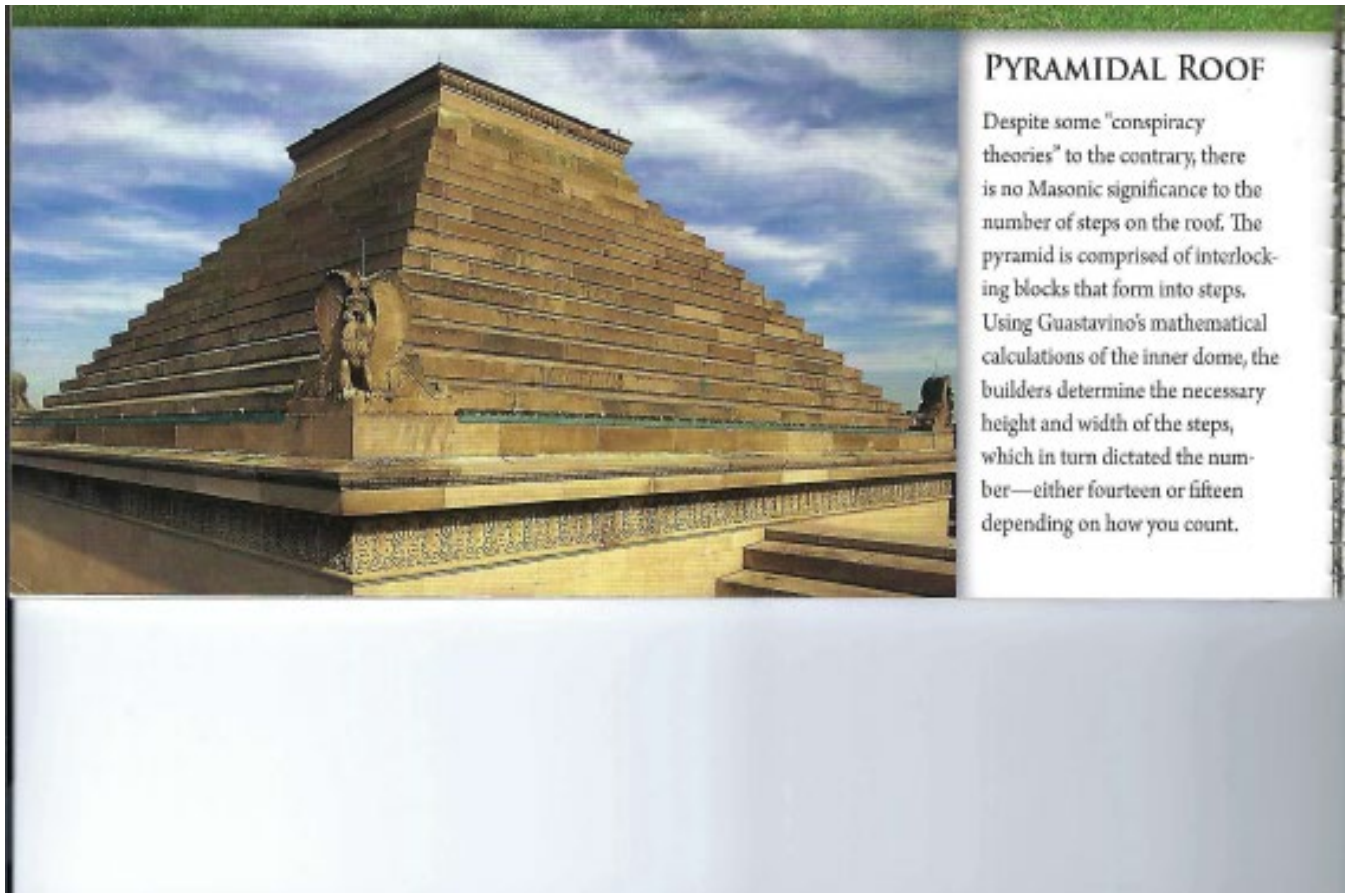 PYRAMIDAL ROOF
Despite some "conspiracy
theories" to the contrary, there
is no Masonic significance to the
number of steps on the roof. The
pyramid is comprised of interlock-
ing blocks that form into steps.
Using Guastavino's mathematical
calculations of the inner dome, the
builders determine the necessary
height and width of the steps,
which in turn dictated the num-
ber—either fourteen or fifteen
depending on how you count.